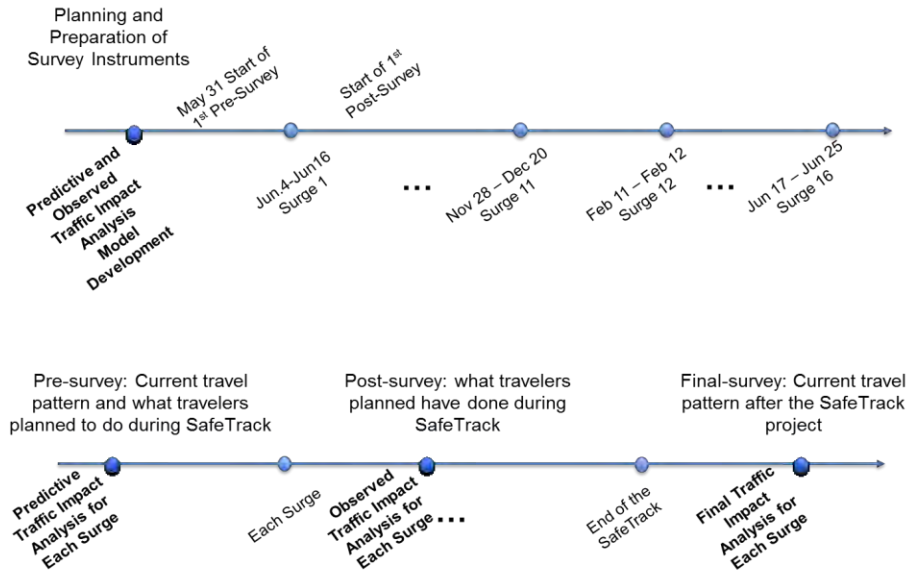 Planning and
Preparation of
Survey Instruments
May 31 Start of
1st Pre-Survey
Start of 1st
Post-Survey
Predictive and
Observed
Traffic Impact
Analysis
Model
Development
Jun.4-Jun16
Surge 1
...
Nov 28 – Dec 20
Surge 11
Feb 11 – Feb 12
Surge 12
...
Jun 17 – Jun 25
Surge 16
Pre-survey: Current travel
pattern and what travelers
planned to do during SafeTrack
Post-survey: what travelers
planned have done during
SafeTrack
Final-survey: Current travel
pattern after the SafeTrack
project
Predictive
Traffic Impact
Analysis for
Each Surge
Each Surge
Observed
Traffic Impact
Analysis for
Each Surge
...
End of the
SafeTrack
Final Traffic
Impact
Analysis for
Each Surge